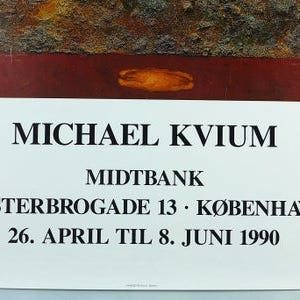 MICHAEL KVIUM
MIDTBANK
STERBROGADE 13 · KØBENHA
26. APRIL TIL 8. JUNI 1990